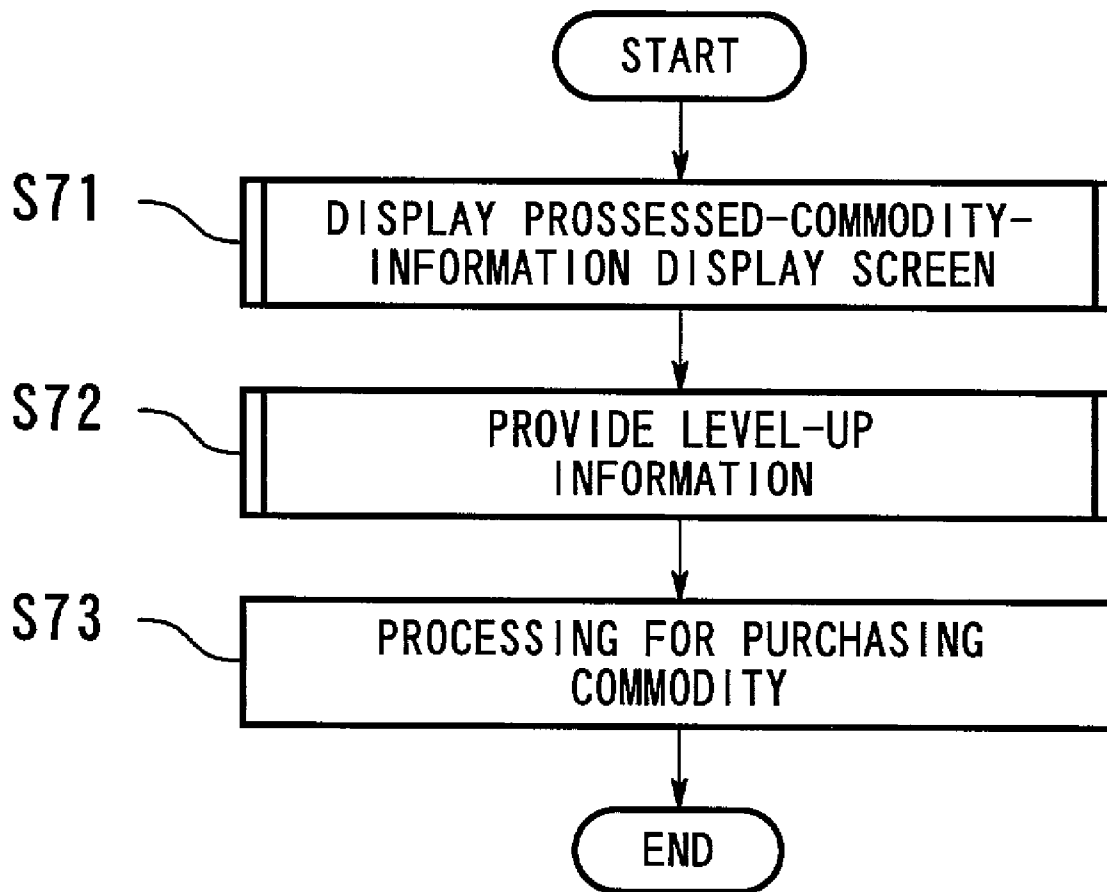 START
S71
DISPLAY PROSSESSED-COMMODITY-
INFORMATION DISPLAY SCREEN
S72
PROVIDE LEVEL-UP
INFORMATION
S73
PROCESSING FOR PURCHASING
COMMODITY
END